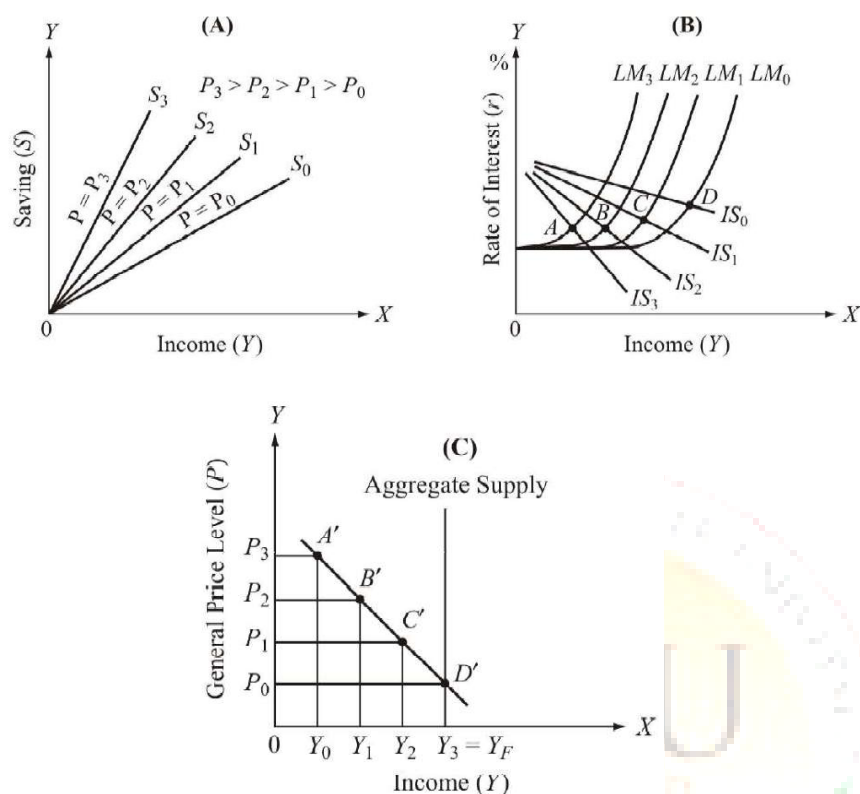 (A)
Y
P₃ > P₂ > P₁ > P₀
S₃
S₂
S₁
S₀
P = P₃
P = P₂
P = P₁
P = P₀
Saving (S)
0
X
Income (Y)
(B)
Y
%
LM₃ LM₂ LM₁ LM₀
Rate of Interest (r)
A
B
C
D
IS₀
IS₁
IS₂
IS₃
0
X
Income (Y)
(C)
Y
Aggregate Supply
General Price Level (P)
P₃
A′
P₂
B′
P₁
C′
P₀
D′
X
0 Y₀ Y₁ Y₂ Y₃ = Y_F
Income (Y)
U